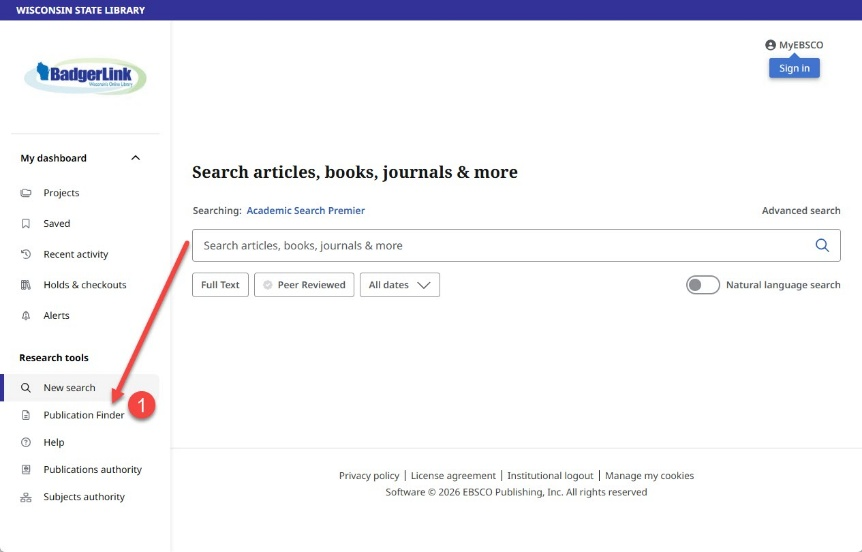 WISCONSIN STATE LIBRARY
BadgerLink
Wisconsin's Online Library
My dashboard
Projects
Saved
Recent activity
Holds & checkouts
Alerts
Research tools
New search
Publication Finder
1
Help
Publications authority
Subjects authority
MyEBSCO
Sign in
Search articles, books, journals & more
Searching: Academic Search Premier
Advanced search
Search articles, books, journals & more
Full Text
Peer Reviewed
All dates
Natural language search
Privacy policy | License agreement | Institutional logout | Manage my cookies
Software © 2026 EBSCO Publishing, Inc. All rights reserved